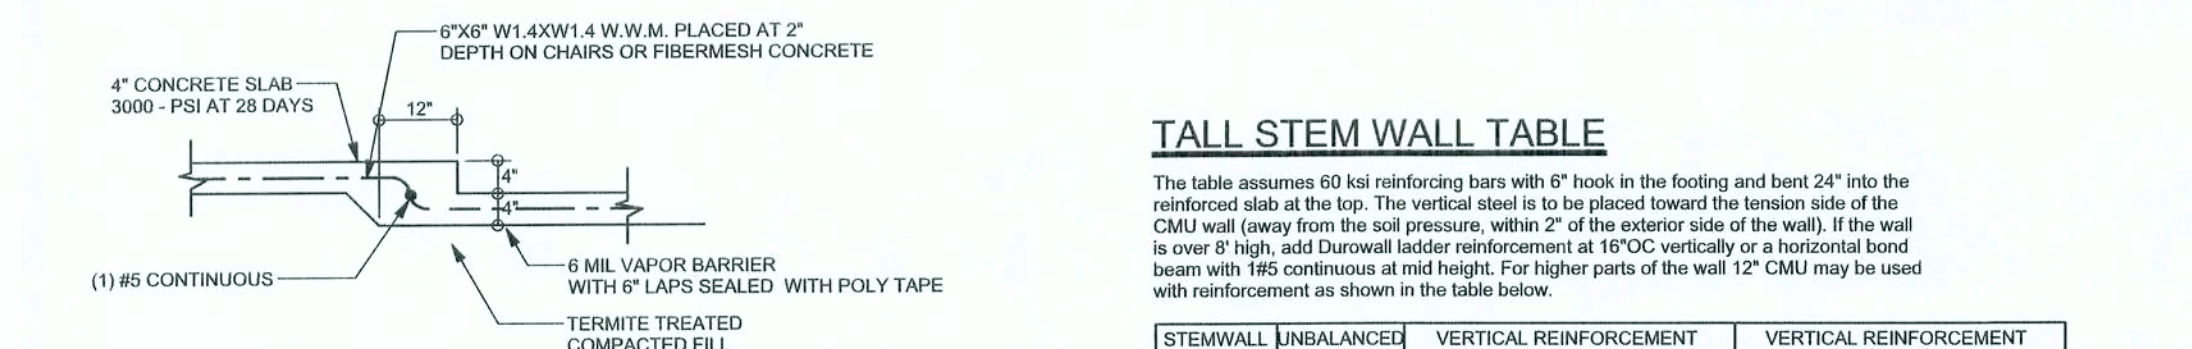 6"X6" W1.4XW1.4 W.W.M. PLACED AT 2"
DEPTH ON CHAIRS OR FIBERMESH CONCRETE
4" CONCRETE SLAB
3000 - PSI AT 28 DAYS
12"
4"
4"
(1) #5 CONTINUOUS
6 MIL VAPOR BARRIER
WITH 6" LAPS SEALED WITH POLY TAPE
TERMITE TREATED
COMPACTED FILL
TALL STEM WALL TABLE
The table assumes 60 ksi reinforcing bars with 6" hook in the footing and bent 24" into the
reinforced slab at the top. The vertical steel is to be placed toward the tension side of the
CMU wall (away from the soil pressure, within 2" of the exterior side of the wall). If the wall
is over 8' high, add Durowall ladder reinforcement at 16"OC vertically or a horizontal bond
beam with 1#5 continuous at mid height. For higher parts of the wall 12" CMU may be used
with reinforcement as shown in the table below.
STEMWALL UNBALANCED VERTICAL REINFORCEMENT VERTICAL REINFORCEMENT